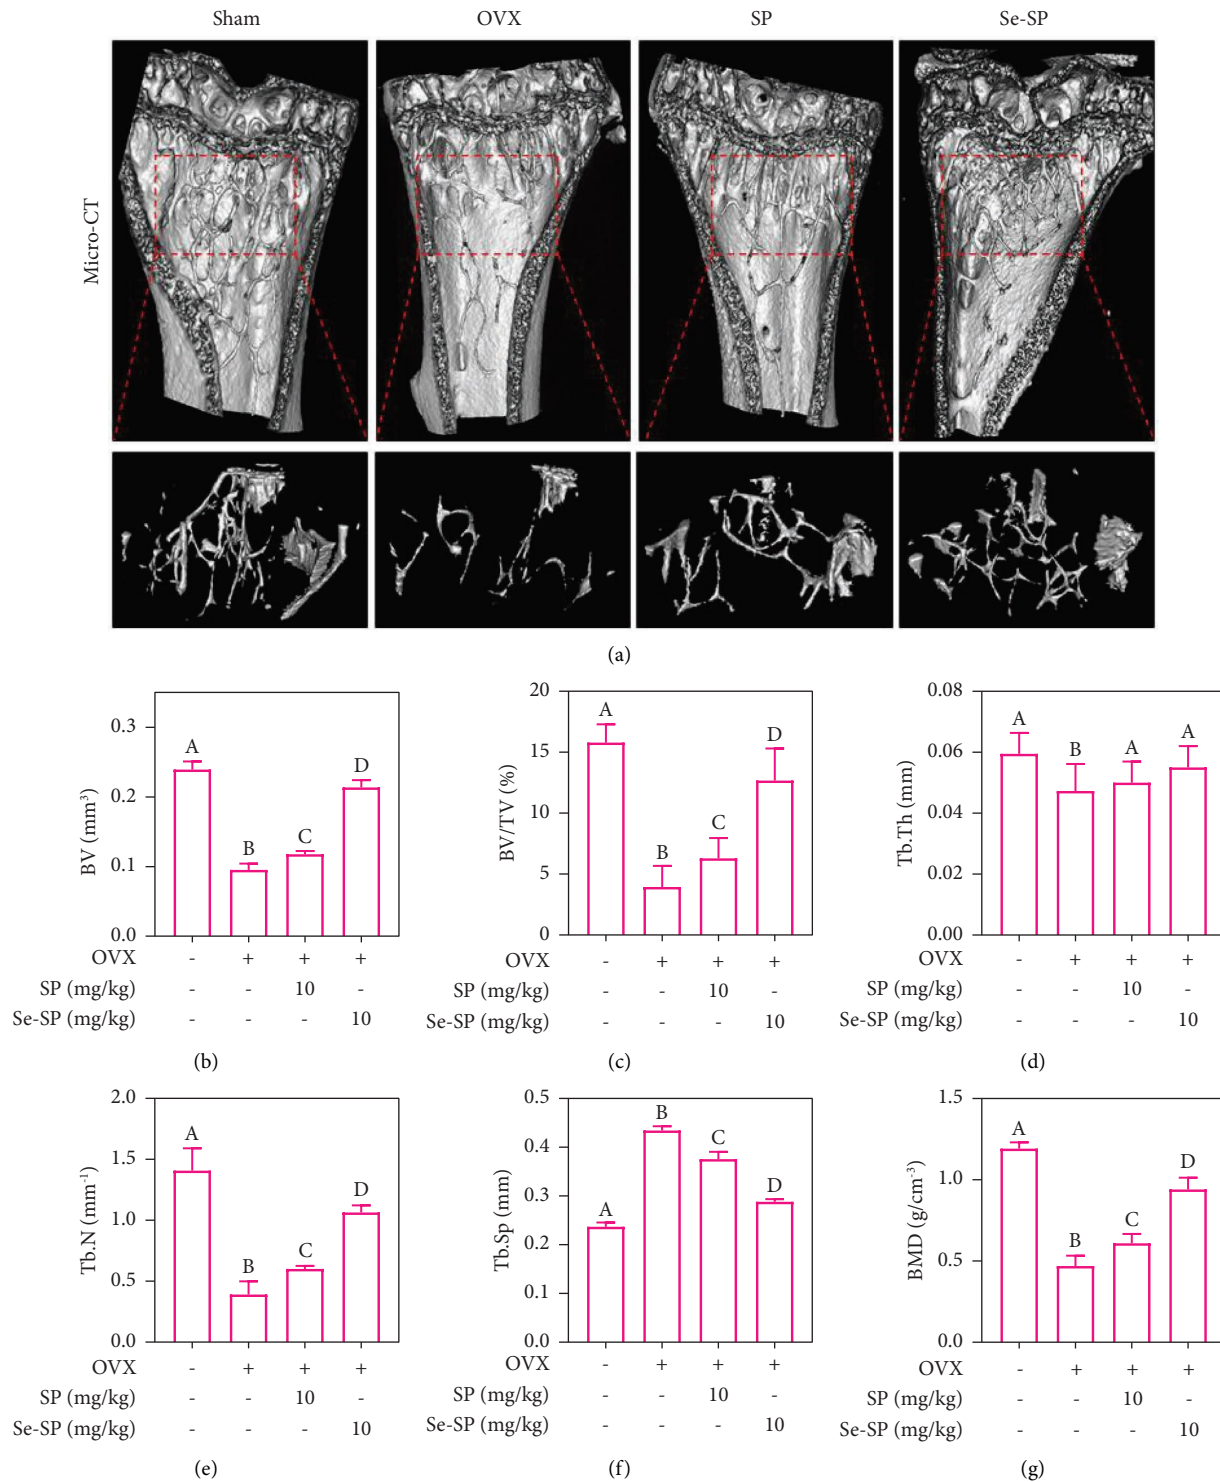 Sham OVX SP Se-SP
Micro-CT
(a)
BV (mm³)
0.3
0.2
0.1
0.0
A
B
C
D
OVX - + + +
SP (mg/kg) - - 10 -
Se-SP (mg/kg) - - - 10
(b)
BV/TV (%)
20
15
10
5
0
A
B
C
D
OVX - + + +
SP (mg/kg) - - 10 -
Se-SP (mg/kg) - - - 10
(c)
Tb.Th (mm)
0.08
0.06
0.04
0.02
0.00
A
B
A
A
OVX - + + +
SP (mg/kg) - - 10 -
Se-SP (mg/kg) - - - 10
(d)
Tb.N (mm⁻¹)
2.0
1.5
1.0
0.5
0.0
A
B
C
D
OVX - + + +
SP (mg/kg) - - 10 -
Se-SP (mg/kg) - - - 10
(e)
Tb.Sp (mm)
0.5
0.4
0.3
0.2
0.1
0.0
A
B
C
D
OVX - + + +
SP (mg/kg) - - 10 -
Se-SP (mg/kg) - - - 10
(f)
BMD (g/cm⁻³)
1.5
1.0
0.5
0.0
A
B
C
D
OVX - + + +
SP (mg/kg) - - 10 -
Se-SP (mg/kg) - - - 10
(g)